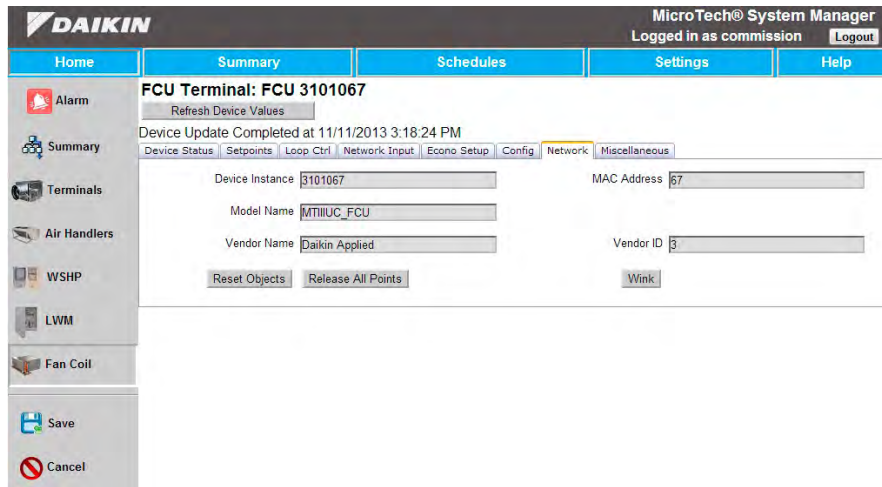 DAIKIN
MicroTech® System Manager
Logged in as commission Logout
Home Summary Schedules Settings Help
Alarm
Summary
Terminals
Air Handlers
WSHP
LWM
Fan Coil
Save
Cancel
FCU Terminal: FCU 3101067
Refresh Device Values
Device Update Completed at 11/11/2013 3:18:24 PM
Device Status Setpoints Loop Ctrl Network Input Econo Setup Config Network Miscellaneous
Device Instance 3101067 MAC Address 67
Model Name MTIIIUC_FCU
Vendor Name Daikin Applied Vendor ID 3
Reset Objects Release All Points Wink